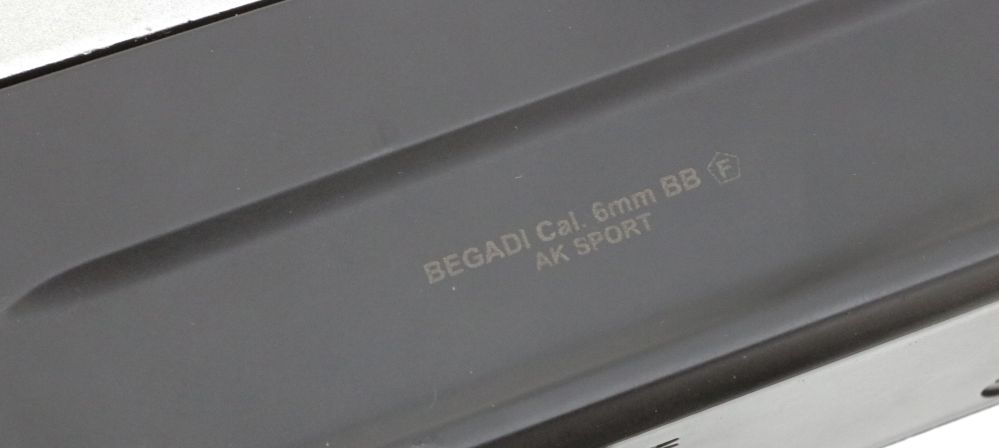 BEGADI Cal. 6mm BB F
AK SPORT